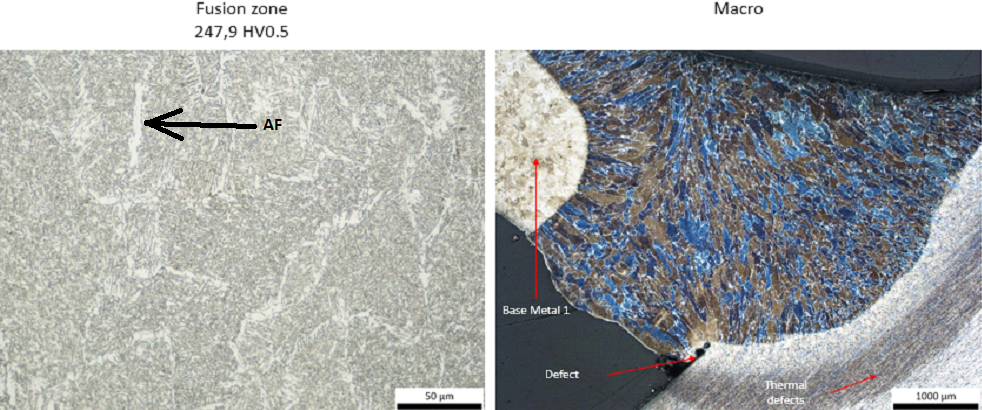 Fusion zone
247,9 HV0.5
Macro
AF
50 µm
Base Metal 1
Defect
Thermal
defects
1000 µm